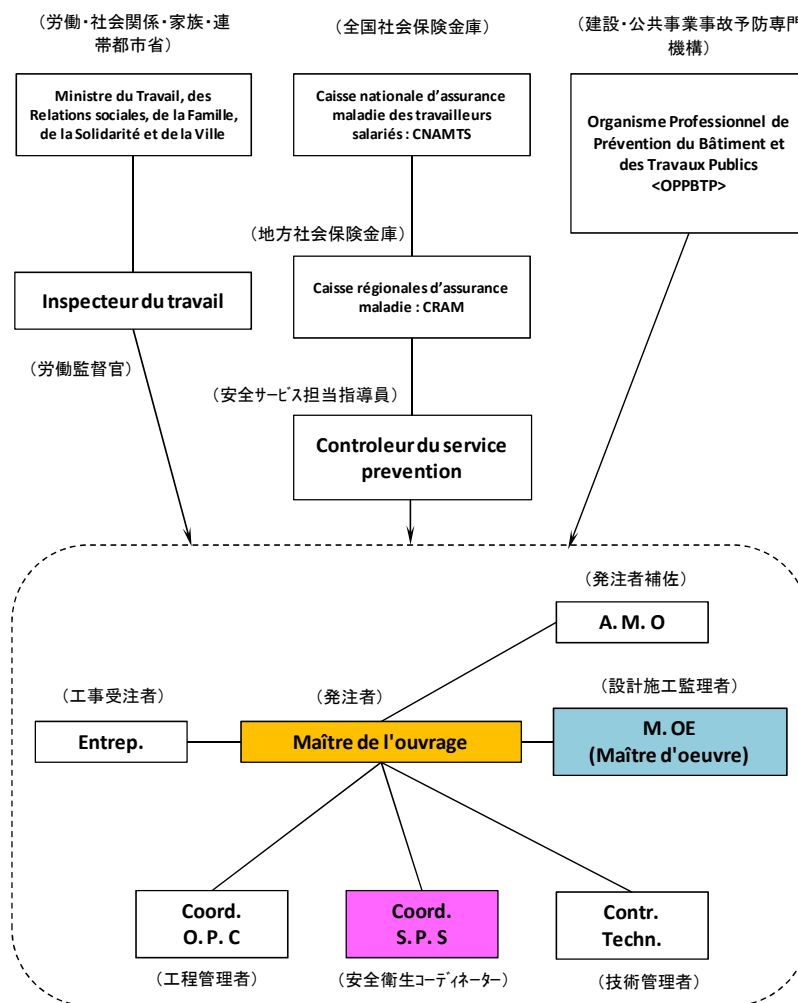 （労働・社会関係・家族・連
帯都市省）
（全国社会保険金庫）
（建設・公共事業事故予防専門
機構）
Ministre du Travail, des
Relations sociales, de la Famille,
de la Solidarité et de la Ville
Caisse nationale d’assurance
maladie des travailleurs
salariés : CNAMTS
Organisme Professionnel de
Prévention du Bâtiment et
des Travaux Publics
<OPPBTP>
（地方社会保険金庫）
Inspecteur du travail
Caisse régionales d’assurance
maladie : CRAM
（労働監督官）
（安全サービス担当指導員）
Controleur du service
prevention
（発注者補佐）
A. M. O
（工事受注者）
（発注者）
（設計施工監理者）
Entrep.
Maître de l'ouvrage
M. OE
(Maître d'oeuvre)
Coord.
O. P. C
Coord.
S. P. S
Contr.
Techn.
（工程管理者）
（安全衛生コーディネーター）
（技術管理者）